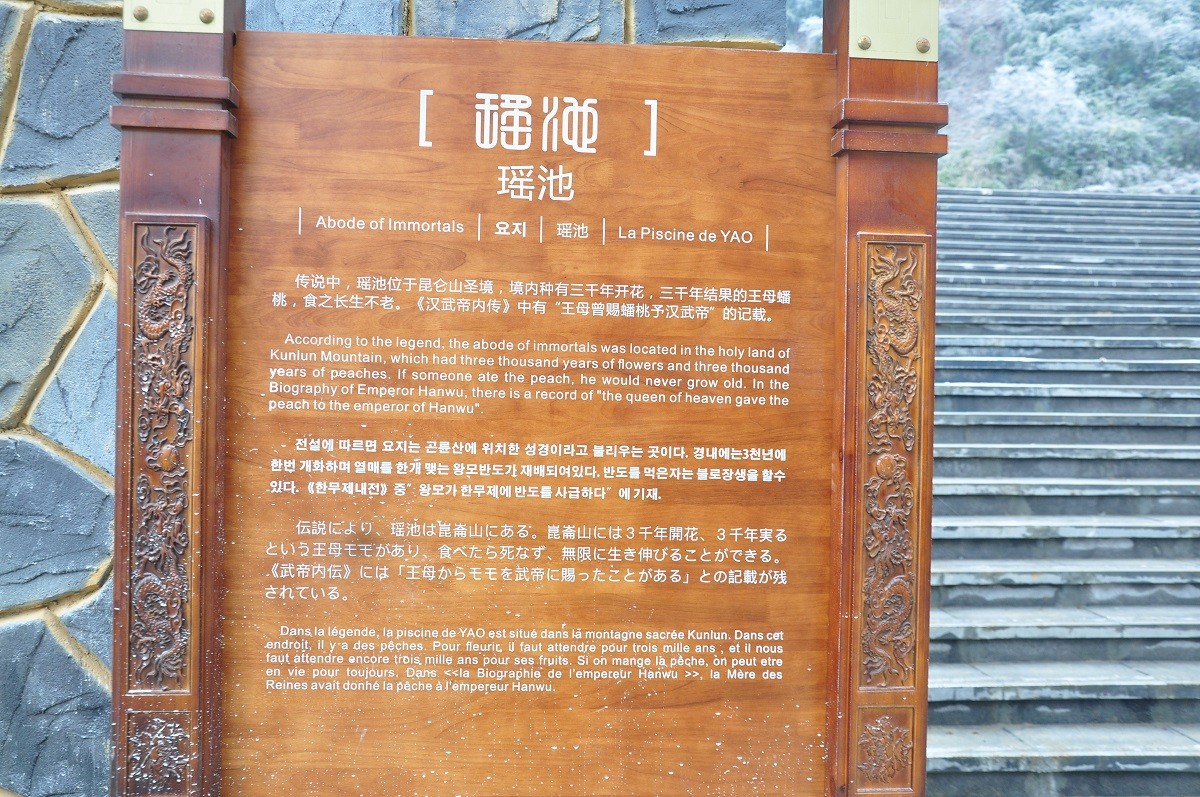 [ 瑶池 ]
瑶池
Abode of Immortals | 요지 | 瑶池 | La Piscine de YAO
传说中，瑶池位于昆仑山圣境，境内种有三千年开花，三千年结果的王母蟠
桃，食之长生不老。《汉武帝内传》中有“王母曾赐蟠桃予汉武帝”的记载。
According to the legend, the abode of immortals was located in the holy land of
Kunlun Mountain, which had three thousand years of flowers and three thousand
years of peaches. If someone ate the peach, he would never grow old. In the
Biography of Emperor Hanwu, there is a record of "the queen of heaven gave the
peach to the emperor of Hanwu".
전설에 따르면 요지는 곤륜산에 위치한 성경이라고 불리우는 곳이다. 경내에는3천년에
한번 개화하며 열매를 한개 맺는 왕모반도가 재배되여있다. 반도를 먹은자는 불로장생을 할수
있다. 《한무제내전》 중" 왕모가 한무제에 반도를 사급하다" 에 기재.
伝説により、瑶池は崑崙山にある。崑崙山には３千年開花、３千年実る
という王母モモがあり、食べたら死なず、無限に生き伸びることができる。
《武帝内伝》には「王母からモモを武帝に賜ったことがある」との記載が残
されている。
Dans la légende, la piscine de YAO est situé dans la montagne sacrée Kunlun. Dans cet
endroit, il y a des pêches. Pour fleurir, il faut attendre pour trois mille ans , et il nous
faut attendre encore trois mille ans pour ses fruits. Si on mange la pêche, on peut etre
en vie pour toujours. Dans <<la Biographie de l'empereur Hanwu >>, la Mère des
Reines avait donhé la pêche à l'empereur Hanwu.